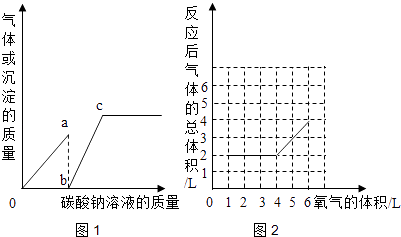 气体或沉淀的质量
a
b
c
0
碳酸钠溶液的质量
图1
反应后气体的总体积/L
6
5
4
3
2
1
0
1 2 3 4 5 6 氧气的体积/L
图2